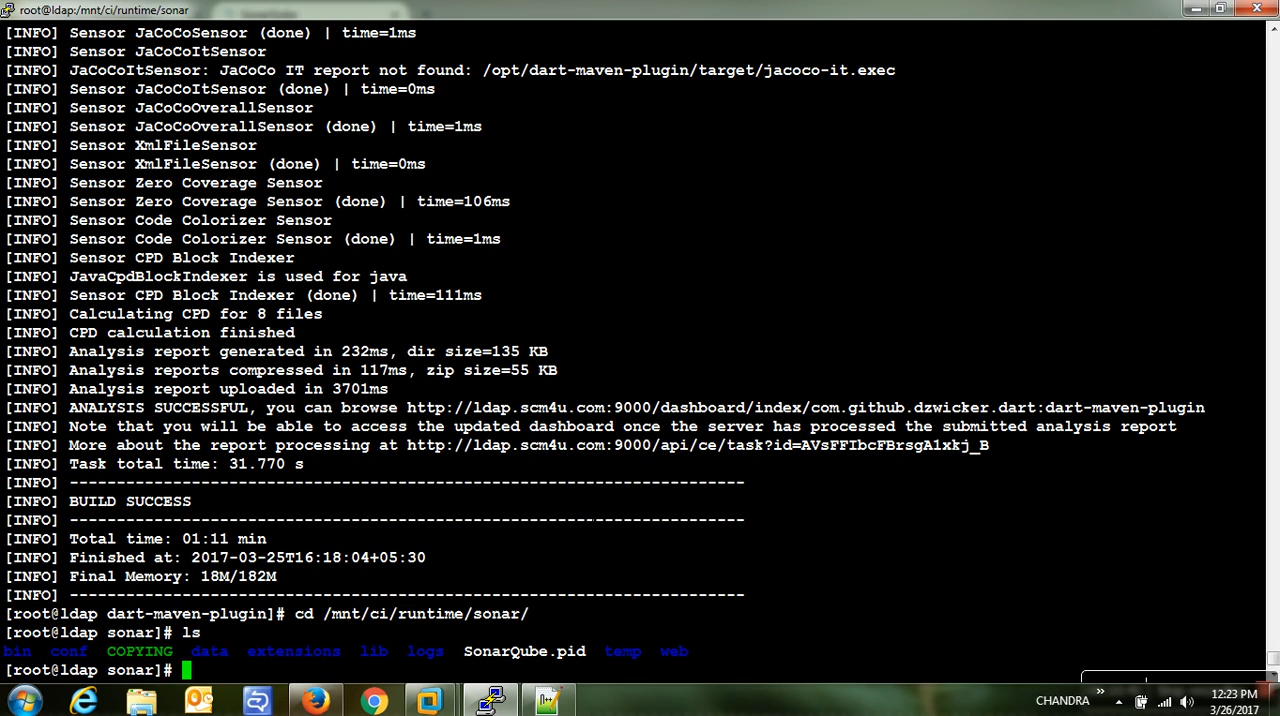 root@ldap:/mnt/ci/runtime/sonar
[INFO] Sensor JaCoCoSensor (done) | time=1ms
[INFO] Sensor JaCoCoItSensor
[INFO] JaCoCoItSensor: JaCoCo IT report not found: /opt/dart-maven-plugin/target/jacoco-it.exec
[INFO] Sensor JaCoCoItSensor (done) | time=0ms
[INFO] Sensor JaCoCoOverallSensor
[INFO] Sensor JaCoCoOverallSensor (done) | time=1ms
[INFO] Sensor XmlFileSensor
[INFO] Sensor XmlFileSensor (done) | time=0ms
[INFO] Sensor Zero Coverage Sensor
[INFO] Sensor Zero Coverage Sensor (done) | time=106ms
[INFO] Sensor Code Colorizer Sensor
[INFO] Sensor Code Colorizer Sensor (done) | time=1ms
[INFO] Sensor CPD Block Indexer
[INFO] JavaCpdBlockIndexer is used for java
[INFO] Sensor CPD Block Indexer (done) | time=111ms
[INFO] Calculating CPD for 8 files
[INFO] CPD calculation finished
[INFO] Analysis report generated in 232ms, dir size=135 KB
[INFO] Analysis reports compressed in 117ms, zip size=55 KB
[INFO] Analysis report uploaded in 3701ms
[INFO] ANALYSIS SUCCESSFUL, you can browse http://ldap.scm4u.com:9000/dashboard/index/com.github.dzwicker.dart:dart-maven-plugin
[INFO] Note that you will be able to access the updated dashboard once the server has processed the submitted analysis report
[INFO] More about the report processing at http://ldap.scm4u.com:9000/api/ce/task?id=AVsFFIbcFBrsgA1xkj_B
[INFO] Task total time: 31.770 s
[INFO] ------------------------------------------------------------------------
[INFO] BUILD SUCCESS
[INFO] ------------------------------------------------------------------------
[INFO] Total time: 01:11 min
[INFO] Finished at: 2017-03-25T16:18:04+05:30
[INFO] Final Memory: 18M/182M
[INFO] ------------------------------------------------------------------------
[root@ldap dart-maven-plugin]# cd /mnt/ci/runtime/sonar/
[root@ldap sonar]# ls
bin conf COPYING data extensions lib logs SonarQube.pid temp web
[root@ldap sonar]#
CHANDRA
12:23 PM
3/26/2017